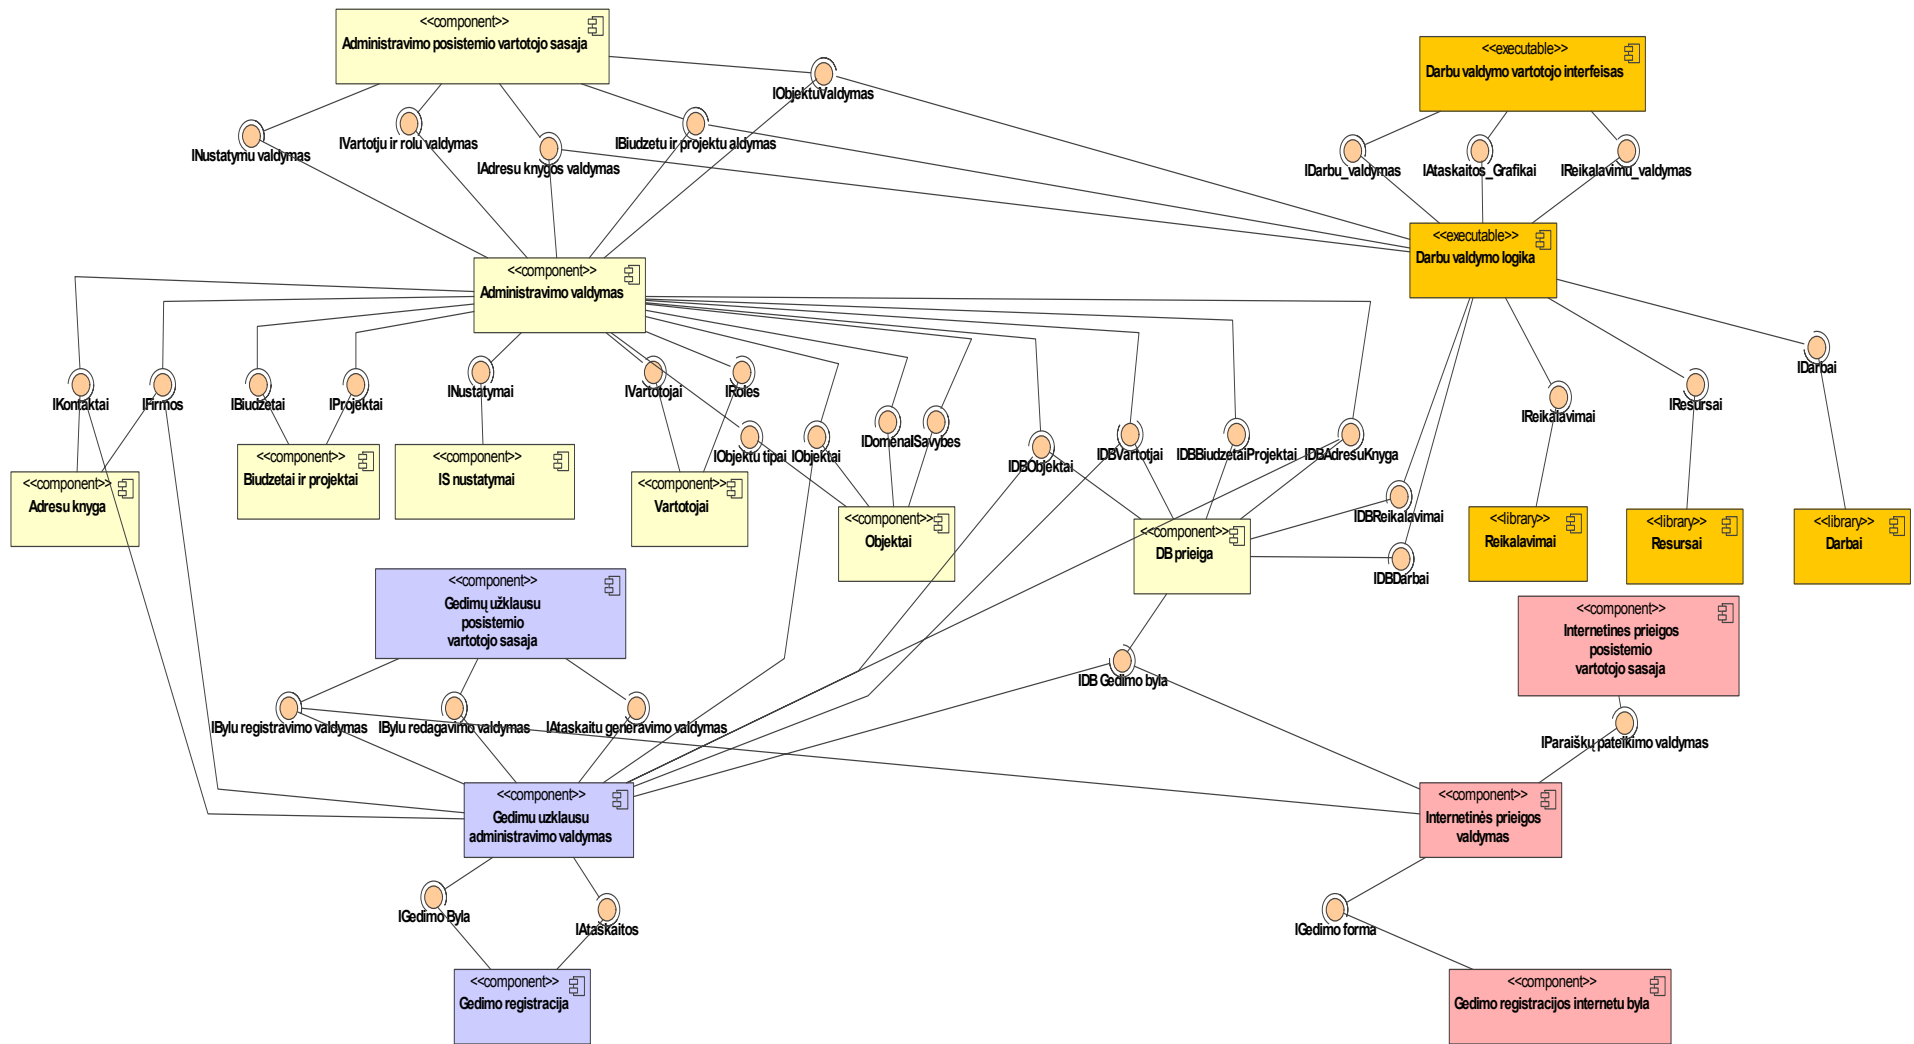 <<component>>
Administravimo posistemio vartotojo sasaja
<<executable>>
Darbu valdymo vartotojo interfeisas
IObjektuValdymas
INustatymu valdymas
IVartotju ir rolu valdymas
IAdresu knygos valdymas
IBiudzetu ir projektu aldymas
IDarbu_valdymas
IAtaskaitos_Grafikai
IReikalavimu_valdymas
<<component>>
Administravimo valdymas
<<executable>>
Darbu valdymo logika
IKontaktai
IFirmos
IBiudzetai
IProjektai
INustatymai
IVartotojai
IRoles
IObjektu tipai
IObjektai
IDomenai
ISavybes
IDBObjektai
IDBVartotjai
IDBBiudzetaiProjektai
IDBAdresuKnyga
IReikalavimai
IResursai
IDarbai
<<component>>
Adresu knyga
<<component>>
Biudzetai ir projektai
<<component>>
IS nustatymai
<<component>>
Vartotojai
<<component>>
Objektai
<<component>>
DB prieiga
IDBReikalavimai
IDBDarbai
<<library>>
Reikalavimai
<<library>>
Resursai
<<library>>
Darbai
<<component>>
Gedimų užklausu
posistemio
vartotojo sasaja
<<component>>
Internetines prieigos
posistemio
vartotojo sasaja
IDB Gedimo byla
IBylu registravimo valdymas
IBylu redagavimo valdymas
IAtaskaitu generavimo valdymas
IParaiškų pateikimo valdymas
<<component>>
Gedimu uzklausu
administravimo valdymas
<<component>>
Internetinės prieigos
valdymas
IGedimo Byla
IAtaskaitos
IGedimo forma
<<component>>
Gedimo registracija
<<component>>
Gedimo registracijos internetu byla